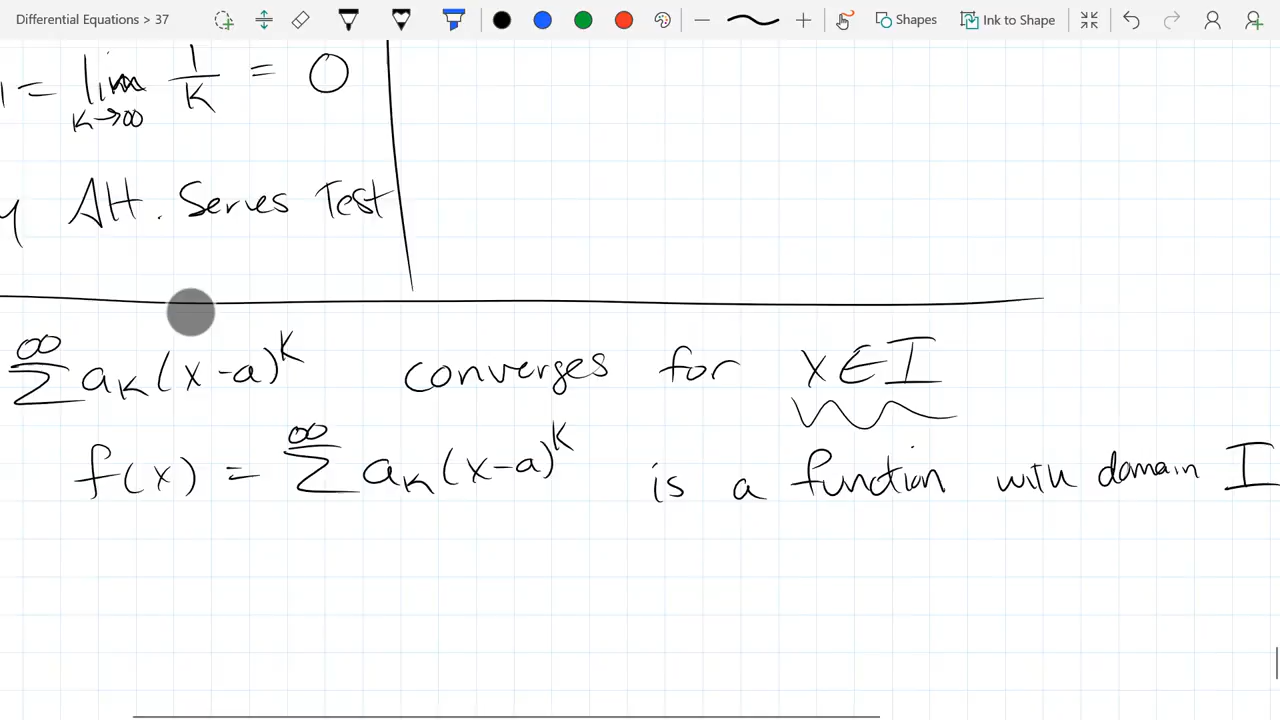 Differential Equations > 37
Shapes
Ink to Shape
1 = lim 1/K = 0
K→∞
Alt. Series Test
∞
∑ aK(x-a)^K converges for x∈I
f(x) = ∑^∞ aK(x-a)^K is a function with domain I